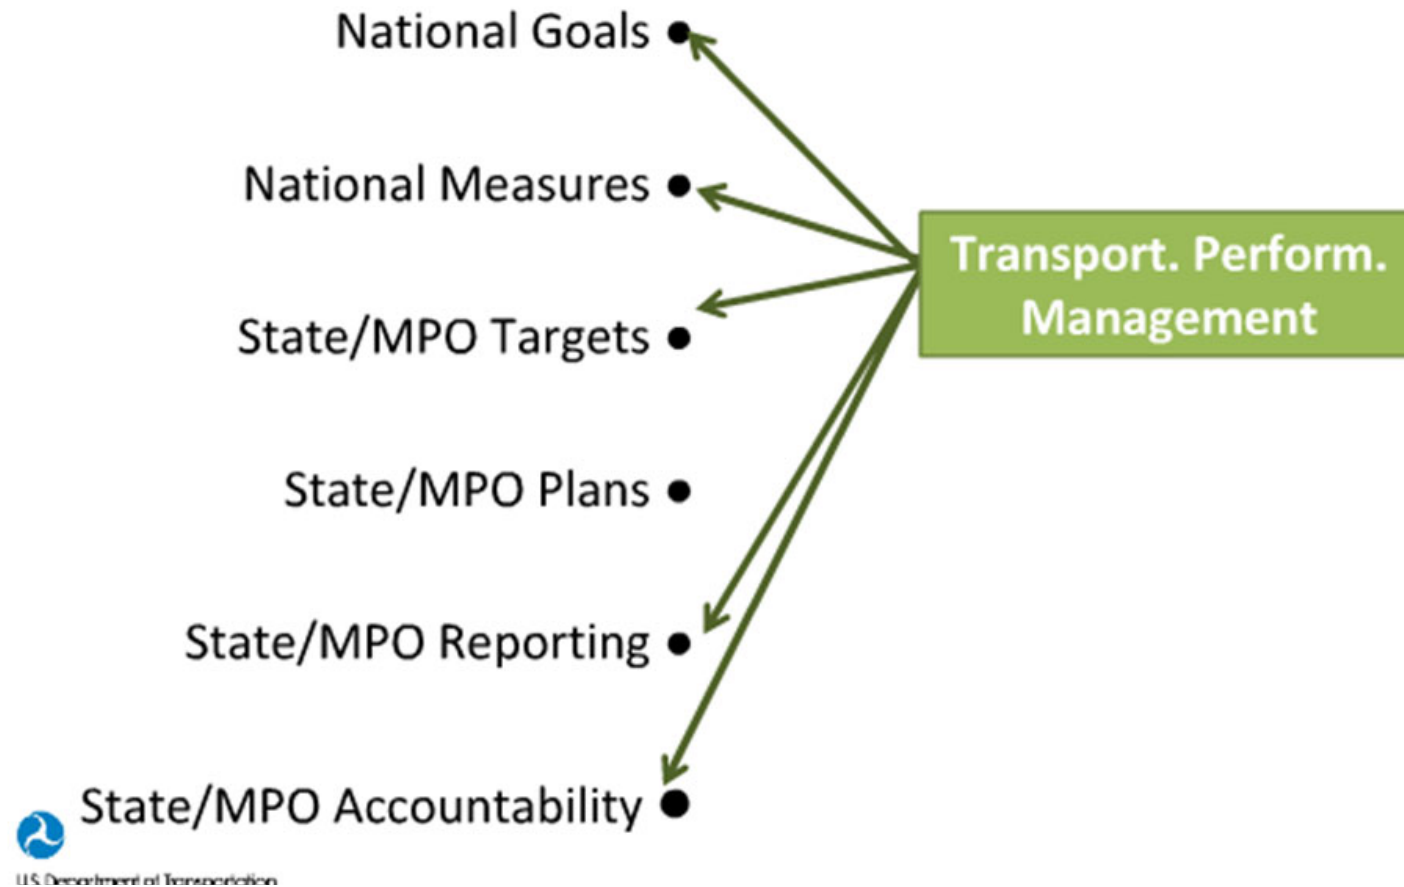 National Goals
National Measures
Transport. Perform.
Management
State/MPO Targets
State/MPO Plans
State/MPO Reporting
State/MPO Accountability
U.S. Department of Transportation